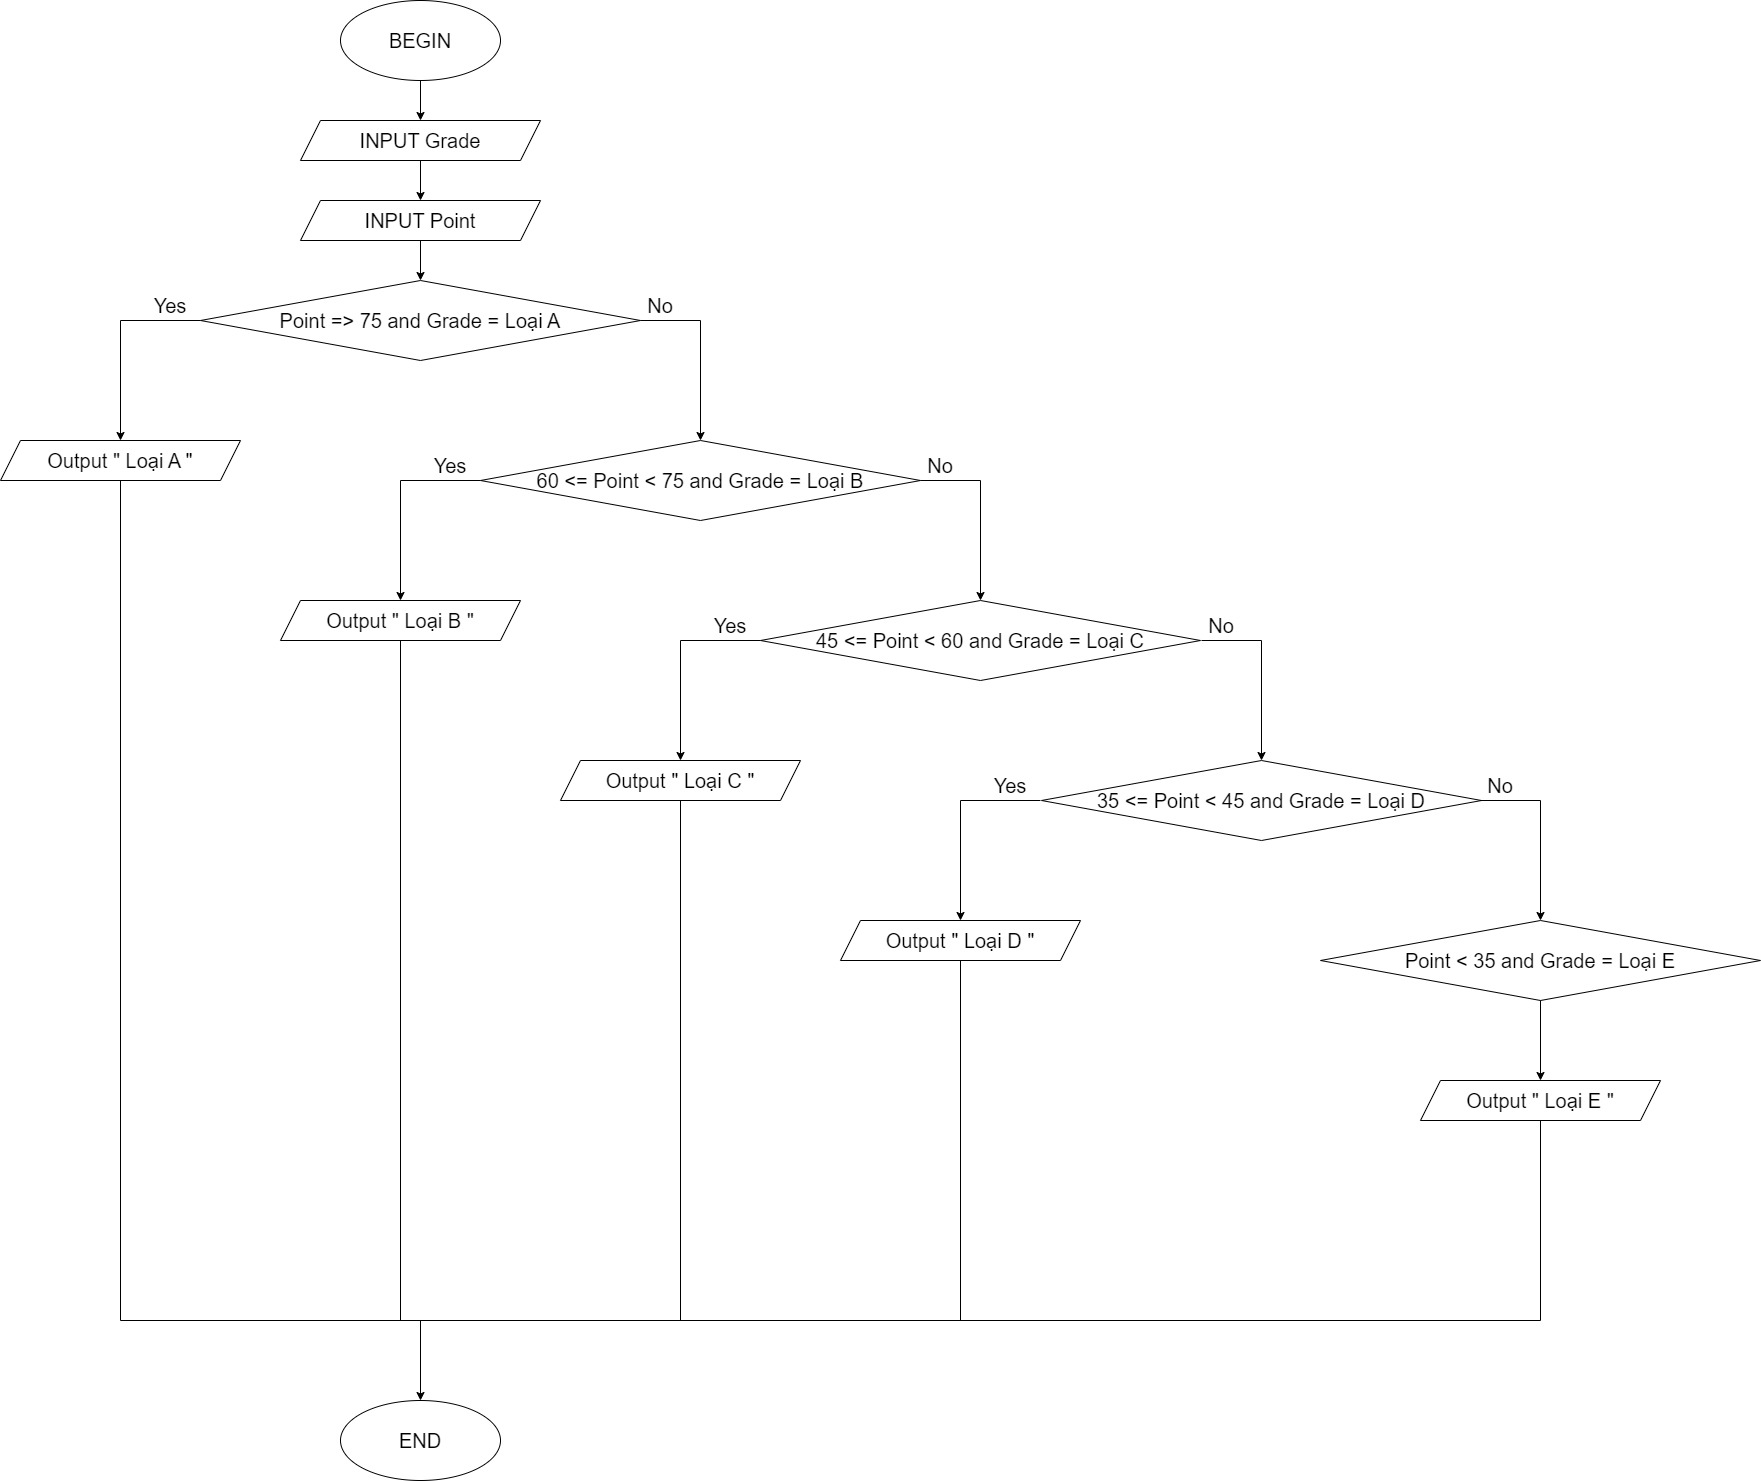 BEGIN
INPUT Grade
INPUT Point
Yes
No
Point => 75 and Grade = Loại A
Output " Loại A "
Yes
No
60 <= Point < 75 and Grade = Loại B
Output " Loại B "
Yes
No
45 <= Point < 60 and Grade = Loại C
Output " Loại C "
Yes
No
35 <= Point < 45 and Grade = Loại D
Output " Loại D "
Point < 35 and Grade = Loại E
Output " Loại E "
END